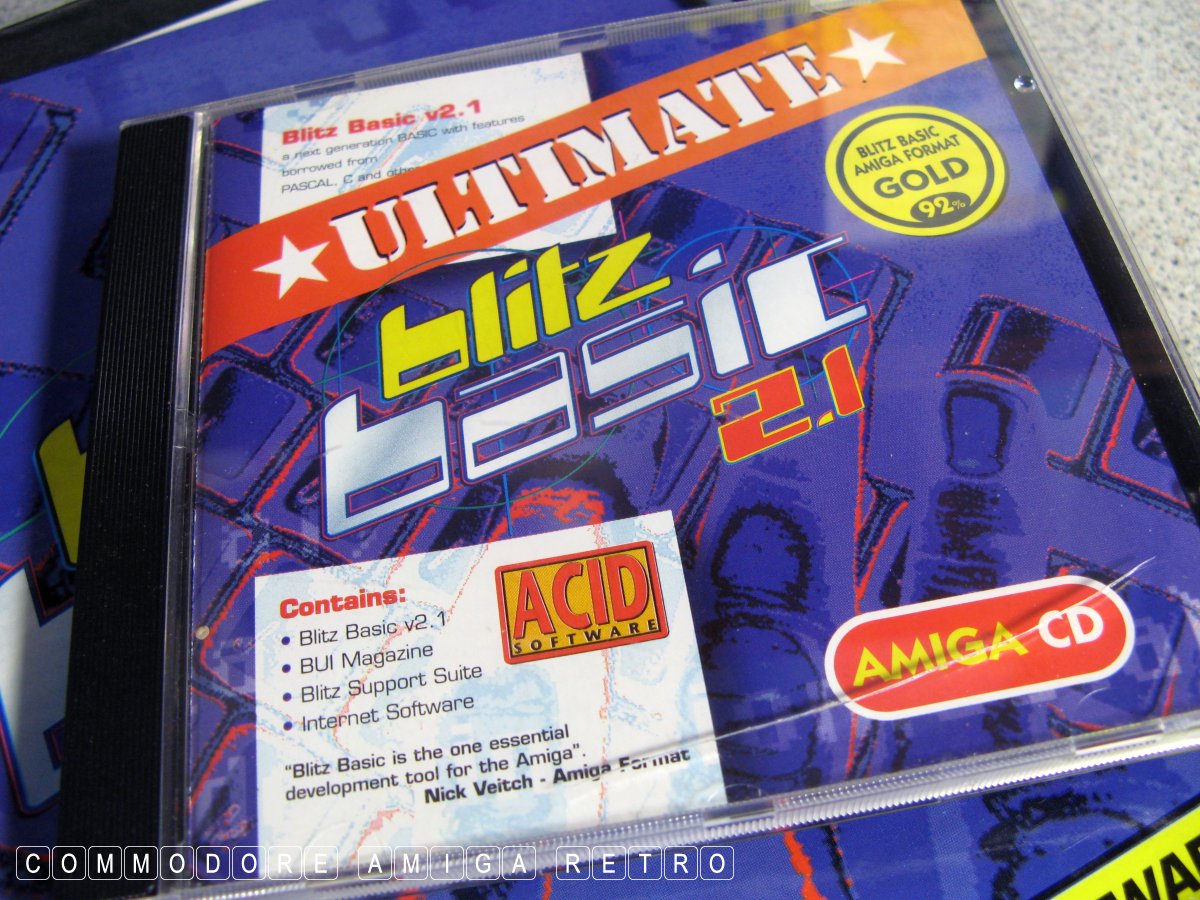 Blitz Basic v2.1
a next generation BASIC with features
borrowed from
PASCAL, C and other
★ULTIMATE★
BLITZ BASIC
AMIGA FORMAT
GOLD
92%
blitz
basic
2.1
Contains:
• Blitz Basic v2.1
• BUI Magazine
• Blitz Support Suite
• Internet Software
ACID
SOFTWARE
"Blitz Basic is the one essential
development tool for the Amiga".
Nick Veitch - Amiga Format
AMIGA CD
COMMODORE AMIGA RETRO